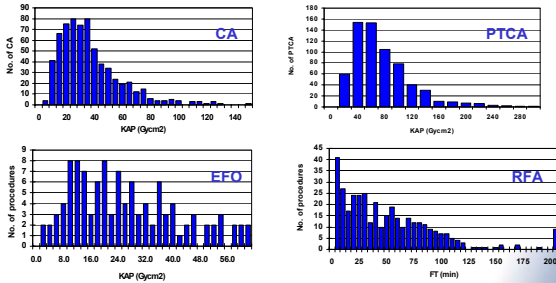 90
80
70
60
50
40
30
20
10
0
No. of CA
CA
20 40 60 80 100 120 150
KAP (Gycm2)
180
160
140
120
100
80
60
40
20
0
No. of PTCA
PTCA
40 80 120 160 200 240 280
KAP (Gycm2)
9
8
7
6
5
4
3
2
1
0
No. of procedures
EFO
0.0 8.0 16.0 24.0 32.0 40.0 48.0 56.0
KAP (Gycm2)
45
40
35
30
25
20
15
10
5
0
No. of procedures
RFA
0 25 50 75 100 125 150 175 200
FT (min)